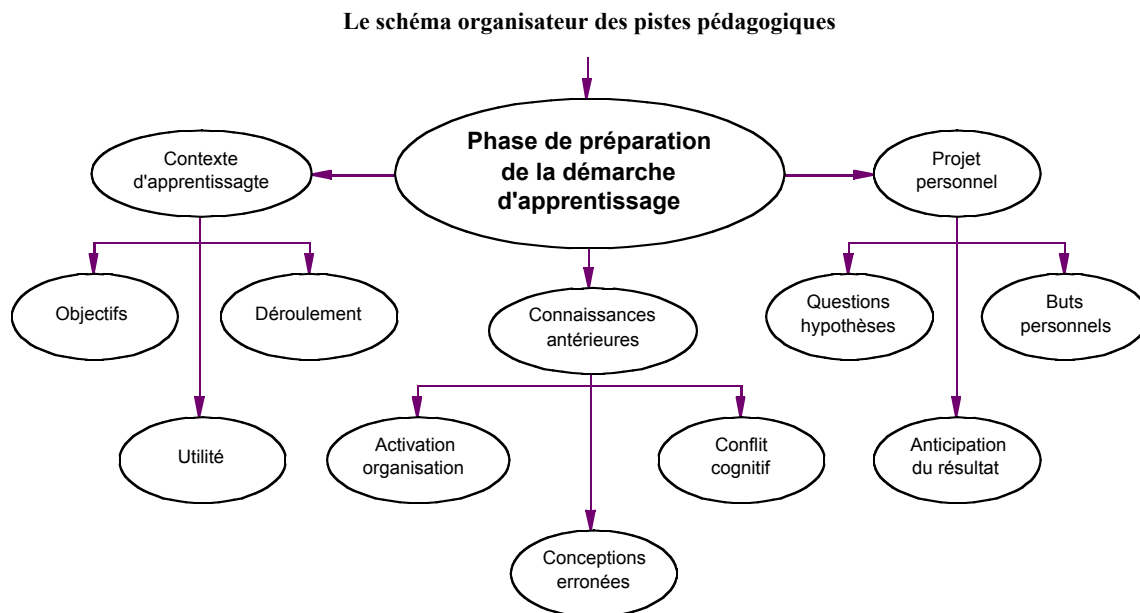 Le schéma organisateur des pistes pédagogiques
Phase de préparation
de la démarche
d'apprentissage
Contexte
d'apprentissagte
Projet
personnel
Objectifs
Déroulement
Connaissances
antérieures
Questions
hypothèses
Buts
personnels
Utilité
Activation
organisation
Conflit
cognitif
Anticipation
du résultat
Conceptions
erronées